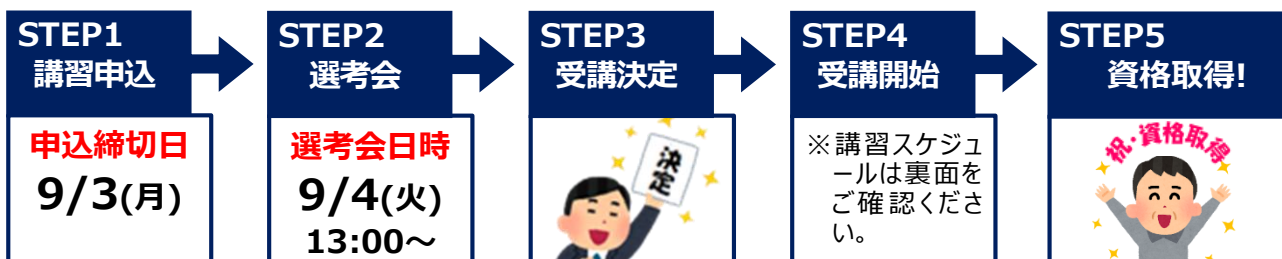 STEP1
講習申込
申込締切日
9/3(月)
STEP2
選考会
選考会日時
9/4(火)
13:00～
STEP3
受講決定
決定
STEP4
受講開始
※講習スケジュ
ールは裏面を
ご確認くださ
い。
STEP5
資格取得!
祝・資格取得